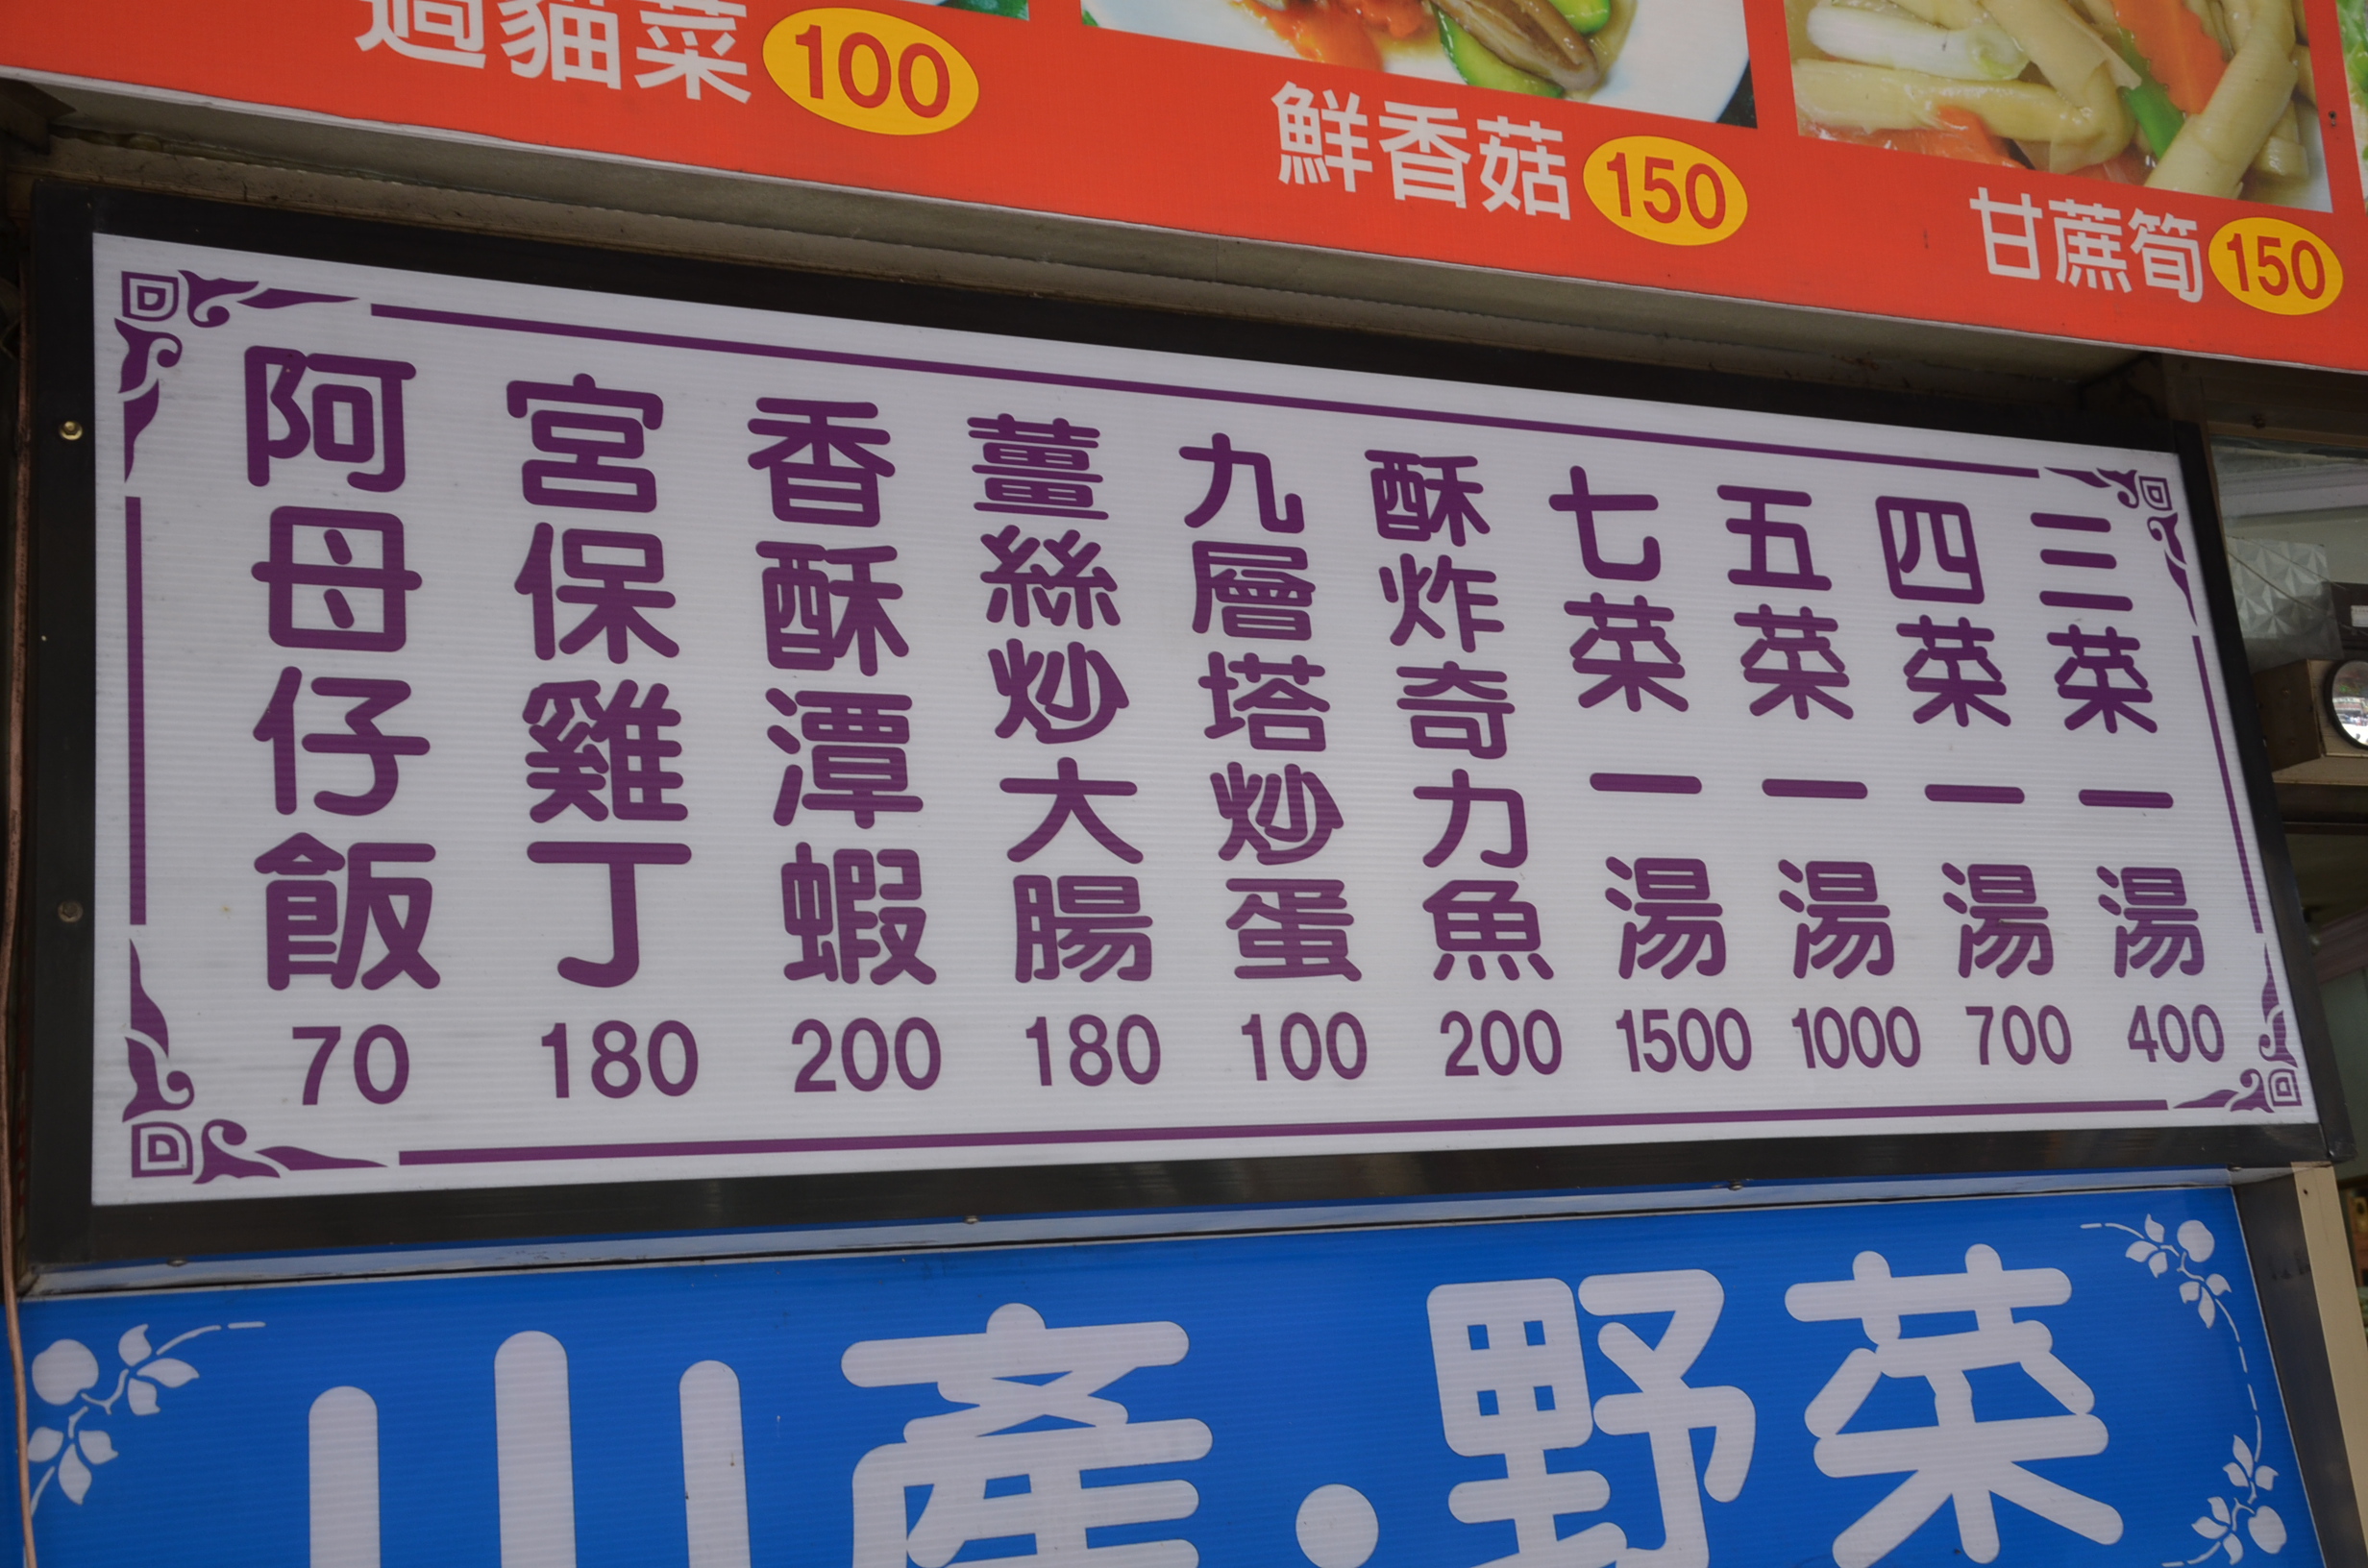 過貓菜 100
鮮香菇 150
甘蔗筍 150
三菜一湯 400
四菜一湯 700
五菜一湯 1000
七菜一湯 1500
酥炸奇力魚 200
九層塔炒蛋 100
薑絲炒大腸 180
香酥潭蝦 200
宮保雞丁 180
阿母仔飯 70
山產·野菜